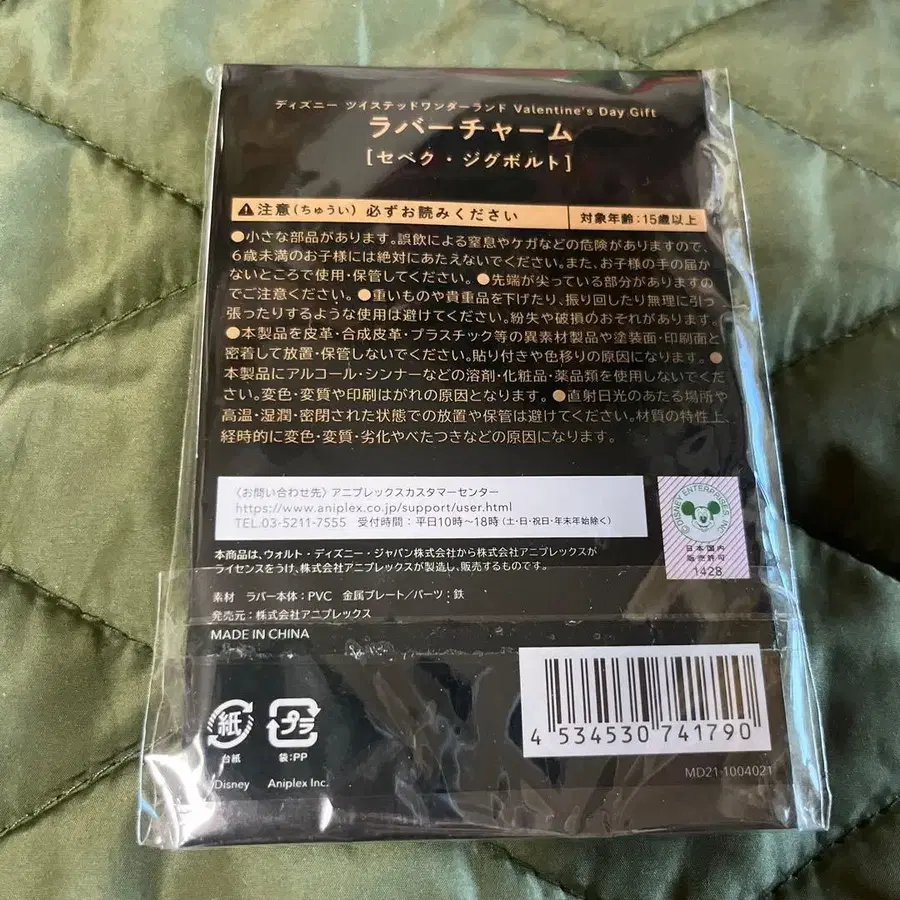 ディズニー ツイステッドワンダーランド Valentine's Day Gift
ラバーチャーム
[セベク・ジグボルト]
⚠注意(ちゅうい) 必ずお読みください
対象年齢:15歳以上
●小さな部品があります。誤飲による窒息やケガなどの危険がありますので、
6歳未満のお子様には絶対にあたえないでください。また、お子様の手の届か
ないところで使用・保管してください。●先端が尖っている部分があります
のでご注意ください。●重いものや貴重品を下げたり、振り回したり無理に引っ
張ったりするような使用は避けてください。紛失や破損のおそれがあります。
●本製品を皮革・合成皮革・プラスチック等の異素材製品や塗装面・印刷面と
密着して放置・保管しないでください。貼り付きや色移りの原因になります。●
本製品にアルコール・シンナーなどの溶剤・化粧品・薬品類を使用しないでくだ
さい。変色・変質や印刷はがれの原因となります。●直射日光のあたる場所や
高温・湿潤・密閉された状態での放置や保管は避けてください。材質の特性上、
経時的に変色・変質・劣化やべたつきなどの原因になります。
〈お問い合わせ先〉アニプレックスカスタマーセンター
https://www.aniplex.co.jp/support/user.html
TEL.03-5211-7555 受付時間:平日10時〜18時(土・日・祝日・年末年始除く)
©DISNEY ENTERPRISES, INC.
日本国内
販売許可
1428
本商品は、ウォルト・ディズニー・ジャパン株式会社から株式会社アニプレックスが
ライセンスをうけ、株式会社アニプレックスが製造し、販売するものです。
素材 ラバー本体:PVC 金属プレート/パーツ:鉄
発売元:株式会社アニプレックス
MADE IN CHINA
紙
台紙
プラ
袋:PP
©Disney Aniplex Inc.
4 534530 741790
MD21-1004021